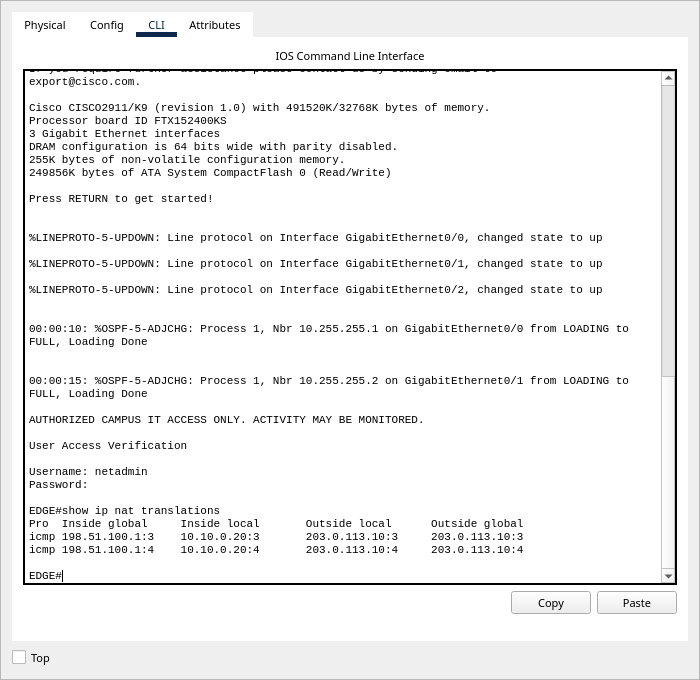 Physical Config CLI Attributes
IOS Command Line Interface
export@cisco.com.
Cisco CISCO2911/K9 (revision 1.0) with 491520K/32768K bytes of memory.
Processor board ID FTX152400KS
3 Gigabit Ethernet interfaces
DRAM configuration is 64 bits wide with parity disabled.
255K bytes of non-volatile configuration memory.
249856K bytes of ATA System CompactFlash 0 (Read/Write)
Press RETURN to get started!
%LINEPROTO-5-UPDOWN: Line protocol on Interface GigabitEthernet0/0, changed state to up
%LINEPROTO-5-UPDOWN: Line protocol on Interface GigabitEthernet0/1, changed state to up
%LINEPROTO-5-UPDOWN: Line protocol on Interface GigabitEthernet0/2, changed state to up
00:00:10: %OSPF-5-ADJCHG: Process 1, Nbr 10.255.255.1 on GigabitEthernet0/0 from LOADING to
FULL, Loading Done
00:00:15: %OSPF-5-ADJCHG: Process 1, Nbr 10.255.255.2 on GigabitEthernet0/1 from LOADING to
FULL, Loading Done
AUTHORIZED CAMPUS IT ACCESS ONLY. ACTIVITY MAY BE MONITORED.
User Access Verification
Username: netadmin
Password:
EDGE#show ip nat translations
Pro  Inside global     Inside local       Outside local      Outside global
icmp 198.51.100.1:3    10.10.0.20:3       203.0.113.10:3     203.0.113.10:3
icmp 198.51.100.1:4    10.10.0.20:4       203.0.113.10:4     203.0.113.10:4
EDGE#
Copy Paste
Top